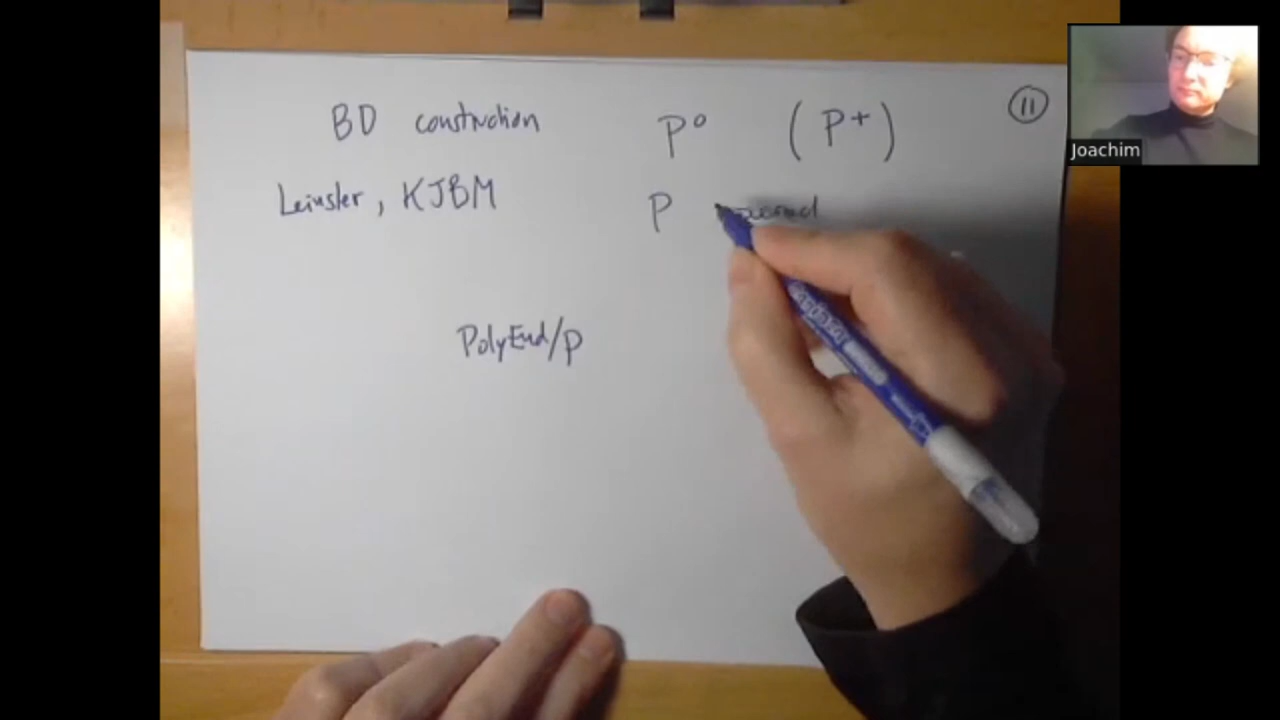 BD construction P° (P+) 11
Leinster, KJBM P
PolyEnd/P
Joachim